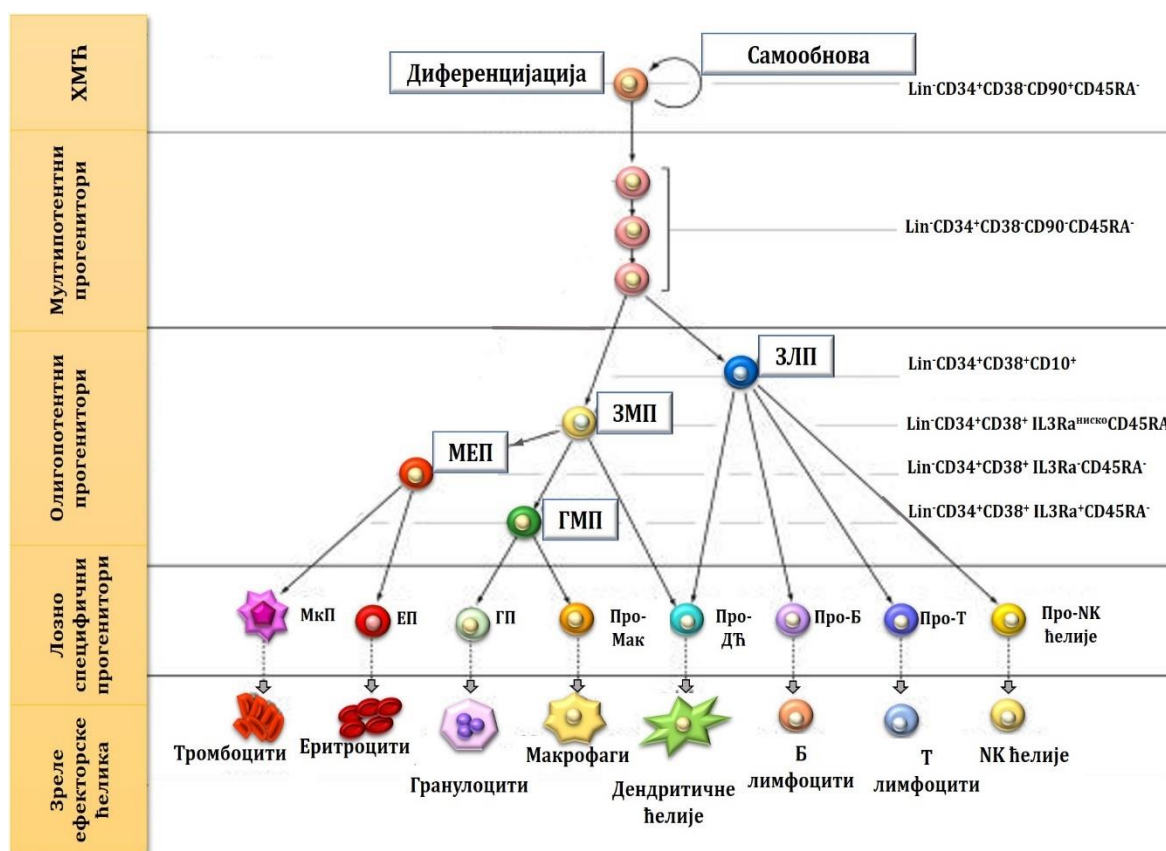 ХМЋ
Диференцијација
Самообнова
Lin⁻CD34⁺CD38⁻CD90⁺CD45RA⁻
Мултипотентни
прогенитори
Lin⁻CD34⁺CD38⁻CD90⁻CD45RA⁻
Олигопотентни
прогенитори
ЗЛП
Lin⁻CD34⁺CD38⁺CD10⁺
ЗМП
Lin⁻CD34⁺CD38⁺ IL3Raⁿᶦˢᵏᵒ CD45RA
МЕП
Lin⁻CD34⁺CD38⁺ IL3Ra⁻CD45RA⁻
ГМП
Lin⁻CD34⁺CD38⁺ IL3Ra⁺CD45RA⁻
Лозно
специфични
прогенитори
МкП
ЕП
ГП
Про-
Мак
Про-
ДЋ
Про-Б
Про-Т
Про-NK
ћелије
Зреле
ефекторске
ћелика
Тромбоцити
Еритроцити
Гранулоцити
Макрофаги
Дендритичне
ћелије
Б
лимфоцити
Т
лимфоцити
NK ћелије